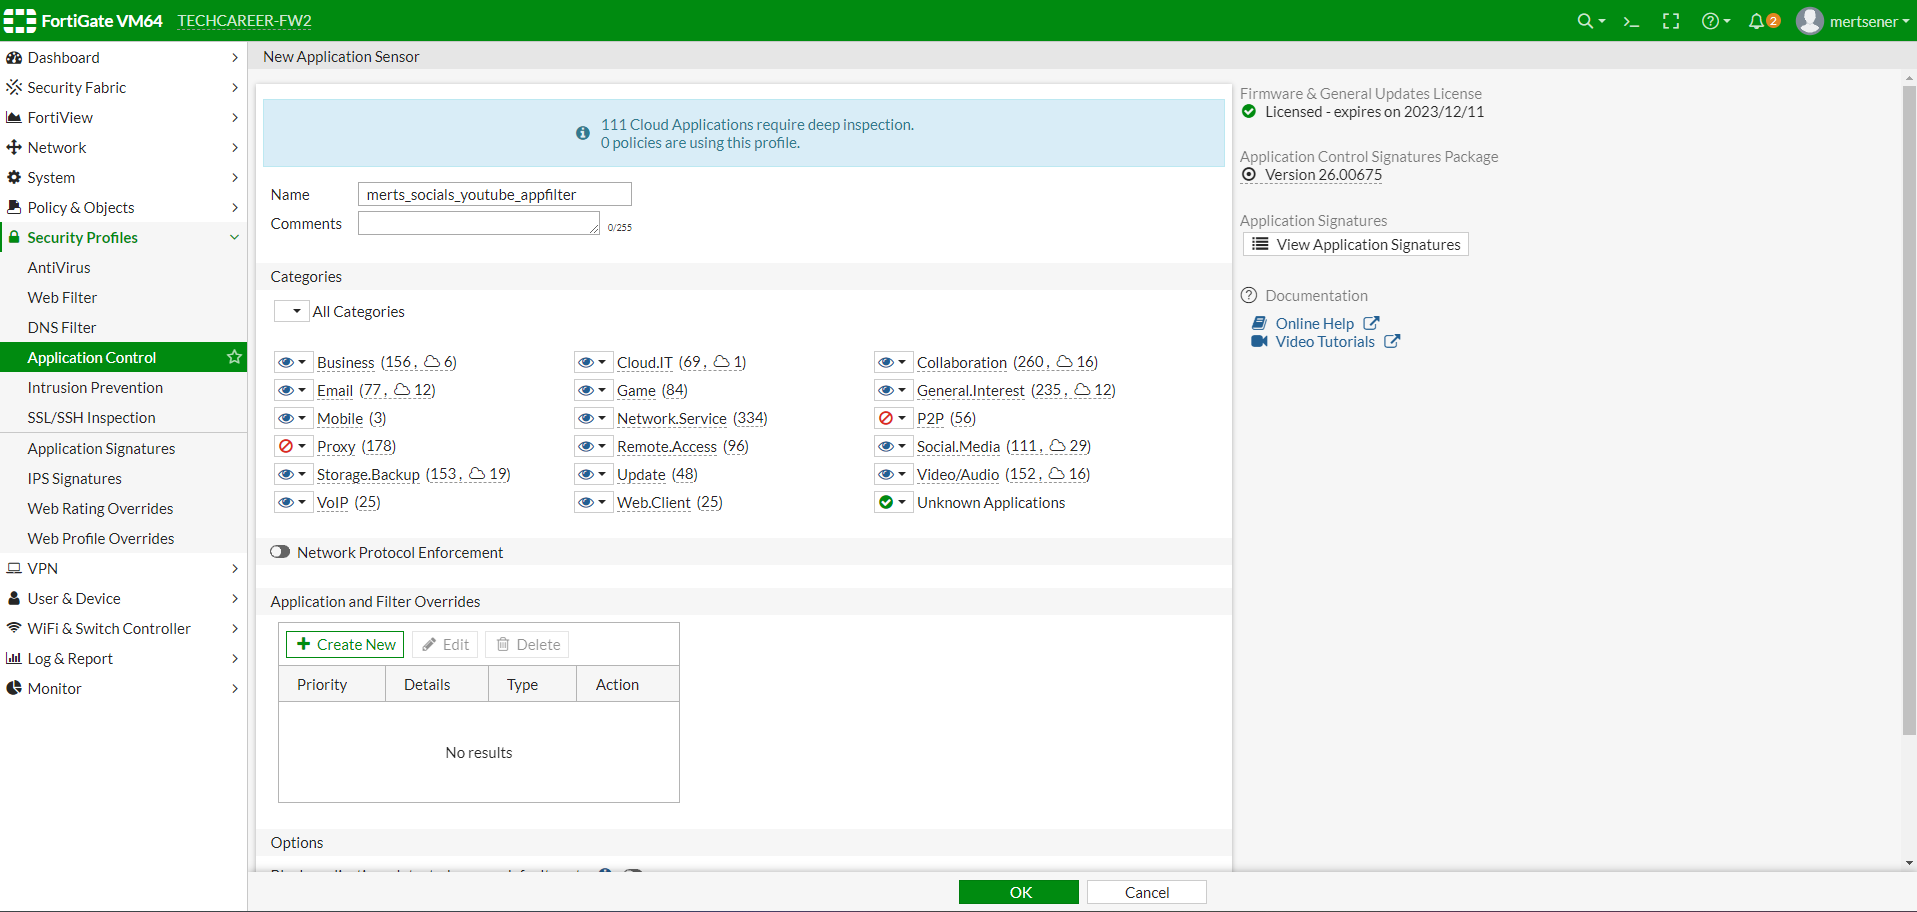 FortiGate VM64 TECHCAREER-FW2
2 mertsener
Dashboard
Security Fabric
FortiView
Network
System
Policy & Objects
Security Profiles
AntiVirus
Web Filter
DNS Filter
Application Control
Intrusion Prevention
SSL/SSH Inspection
Application Signatures
IPS Signatures
Web Rating Overrides
Web Profile Overrides
VPN
User & Device
WiFi & Switch Controller
Log & Report
Monitor
New Application Sensor
111 Cloud Applications require deep inspection.
0 policies are using this profile.
Name merts_socials_youtube_appfilter
Comments 0/255
Categories
All Categories
Business (156, 6) Cloud.IT (69, 1) Collaboration (260, 16)
Email (77, 12) Game (84) General.Interest (235, 12)
Mobile (3) Network.Service (334) P2P (56)
Proxy (178) Remote.Access (96) Social.Media (111, 29)
Storage.Backup (153, 19) Update (48) Video/Audio (152, 16)
VoIP (25) Web.Client (25) Unknown Applications
Network Protocol Enforcement
Application and Filter Overrides
Create New Edit Delete
Priority Details Type Action
No results
Options
OK Cancel
Firmware & General Updates License
Licensed - expires on 2023/12/11
Application Control Signatures Package
Version 26.00675
Application Signatures
View Application Signatures
Documentation
Online Help
Video Tutorials